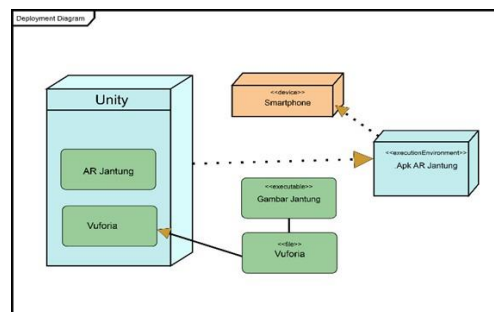 Deployment Diagram
Unity
AR Jantung
Vuforia
<<device>>
Smartphone
<<executionEnvironment>>
Apk AR Jantung
<<executable>>
Gambar Jantung
<<file>>
Vuforia